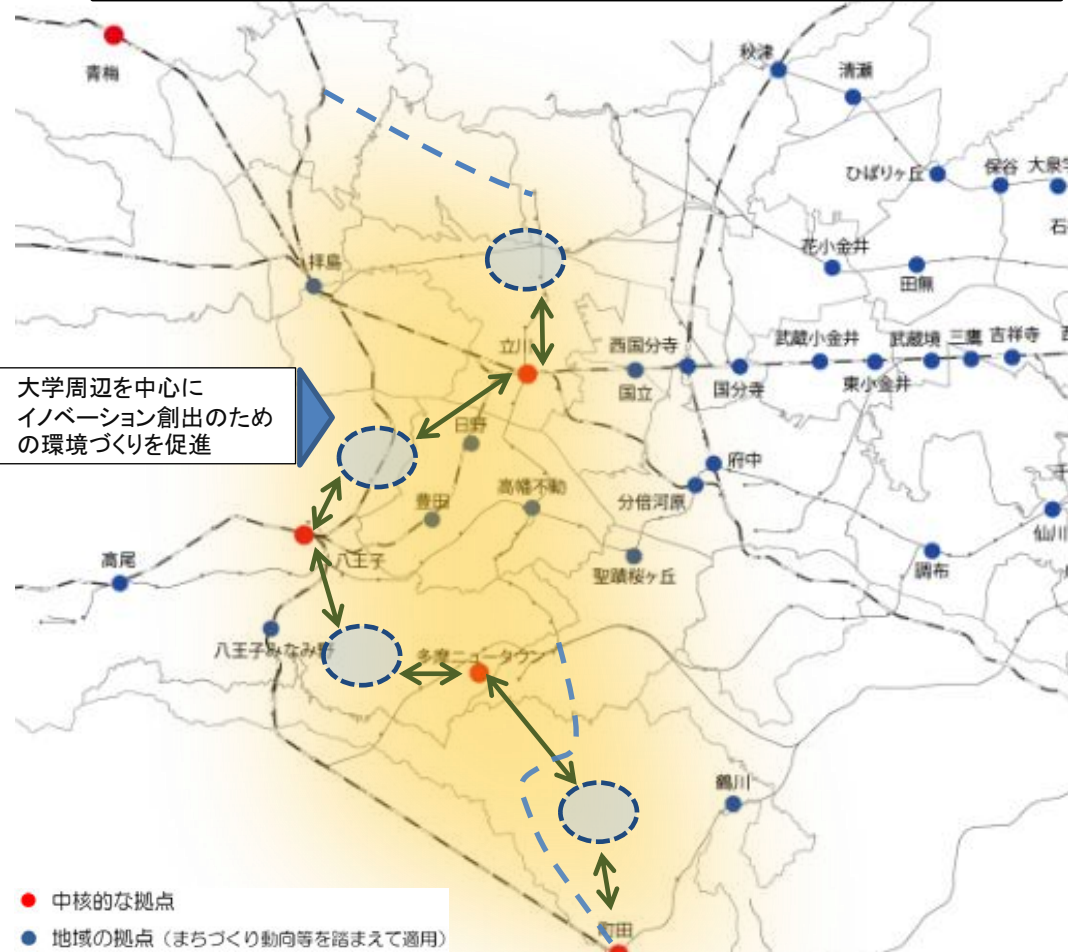 青梅
秋津
清瀬
ひばりヶ丘
保谷
大泉学
石
花小金井
田無
拝島
立川
西国分寺
国立
国分寺
武蔵小金井
東小金井
武蔵境
三鷹
吉祥寺
吉
大学周辺を中心に
イノベーション創出のため
の環境づくりを促進
日野
府中
分倍河原
高幡不動
豊田
千
仙川
調布
聖蹟桜ヶ丘
八王子
高尾
八王子みなみ野
多摩ニュータウン
鶴川
町田
中核的な拠点
地域の拠点（まちづくり動向等を踏まえて適用）